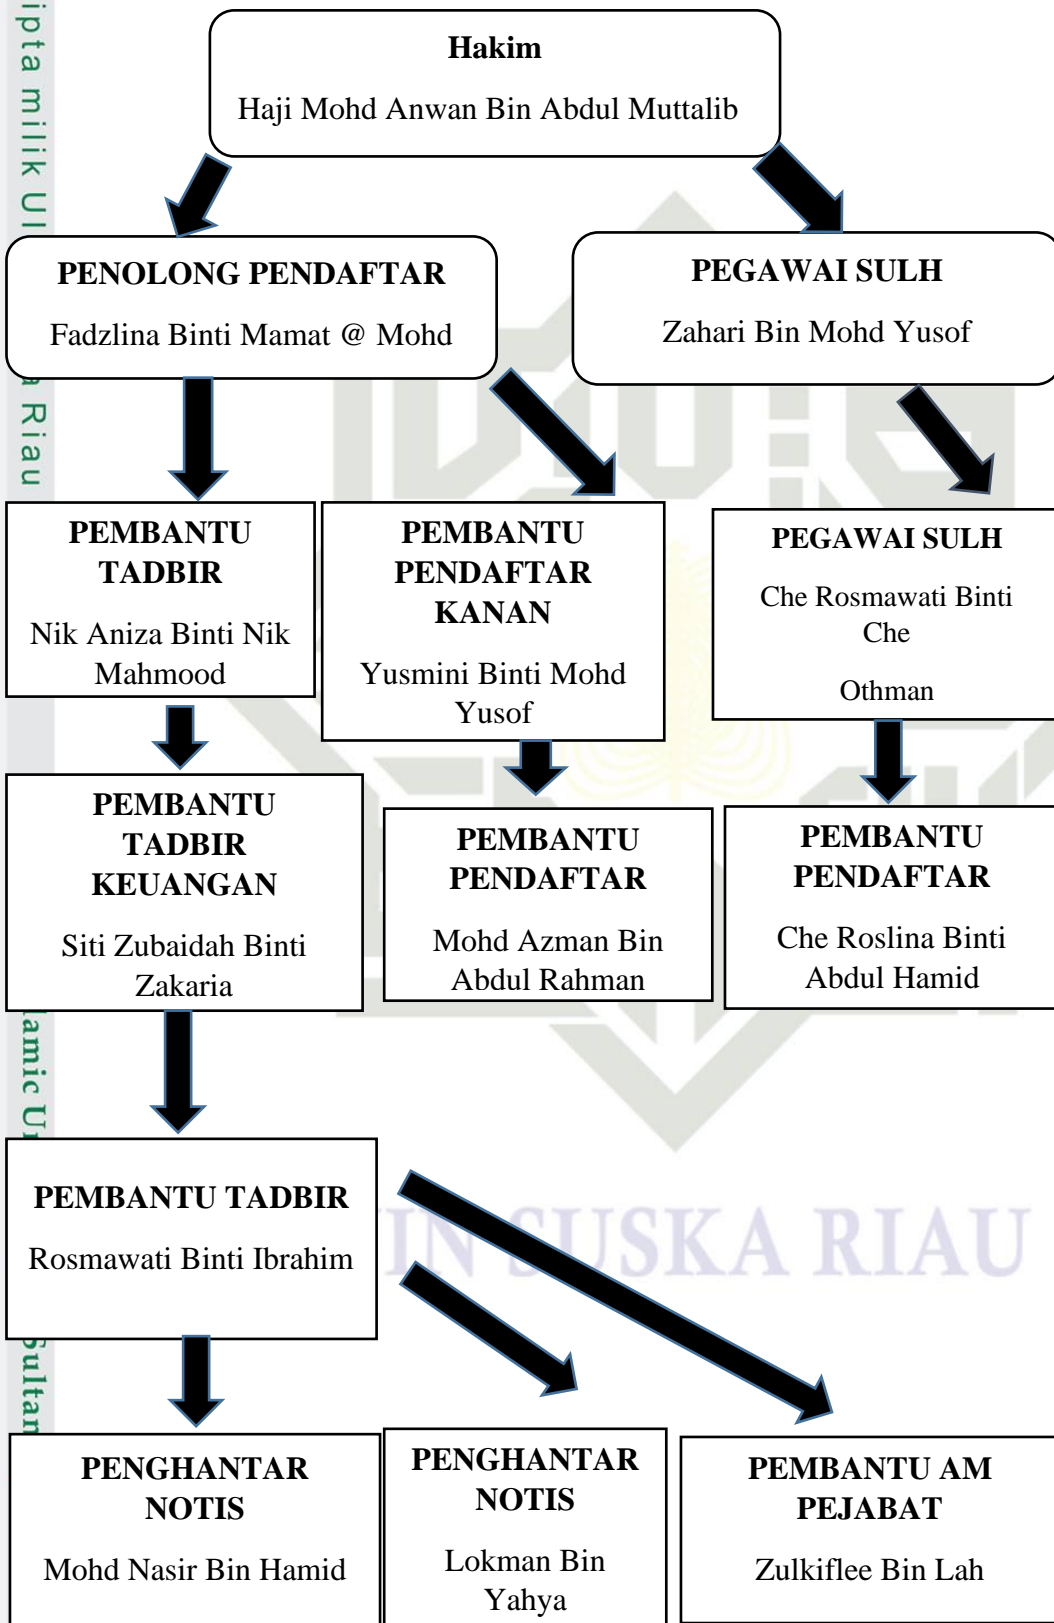 Hakim
Haji Mohd Anwan Bin Abdul Muttalib
PENOLONG PENDAFTAR
Fadzlina Binti Mamat @ Mohd
PEGAWAI SULH
Zahari Bin Mohd Yusof
PEMBANTU
TADBIR
Nik Aniza Binti Nik
Mahmood
PEMBANTU
PENDAFTAR
KANAN
Yusmini Binti Mohd
Yusof
PEGAWAI SULH
Che Rosmawati Binti
Che
Othman
PEMBANTU
TADBIR
KEUANGAN
Siti Zubaidah Binti
Zakaria
PEMBANTU
PENDAFTAR
Mohd Azman Bin
Abdul Rahman
PEMBANTU
PENDAFTAR
Che Roslina Binti
Abdul Hamid
PEMBANTU TADBIR
Rosmawati Binti Ibrahim
PENGHANTAR
NOTIS
Mohd Nasir Bin Hamid
PENGHANTAR
NOTIS
Lokman Bin
Yahya
PEMBANTU AM
PEJABAT
Zulkiflee Bin Lah
milik
Riau
SUSKA RIAU